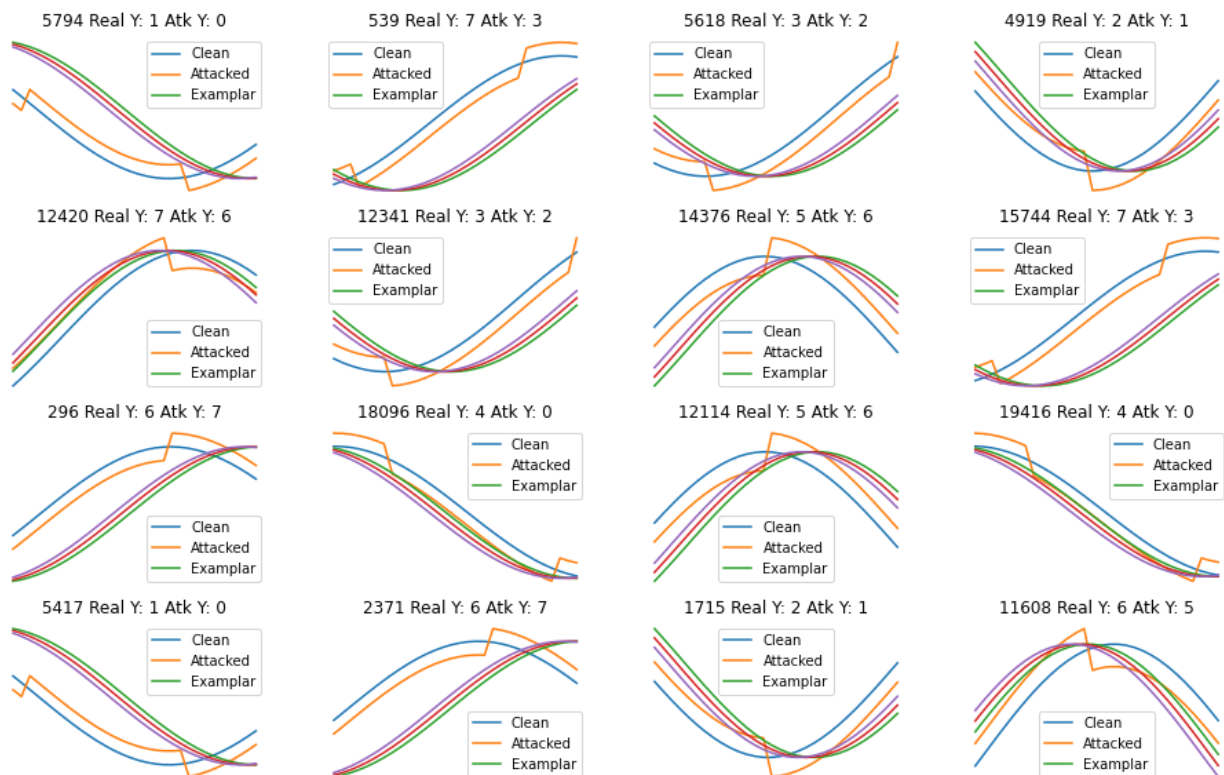 5794 Real Y: 1 Atk Y: 0
Clean
Attacked
Examplar
539 Real Y: 7 Atk Y: 3
Clean
Attacked
Examplar
5618 Real Y: 3 Atk Y: 2
Clean
Attacked
Examplar
4919 Real Y: 2 Atk Y: 1
Clean
Attacked
Examplar
12420 Real Y: 7 Atk Y: 6
Clean
Attacked
Examplar
12341 Real Y: 3 Atk Y: 2
Clean
Attacked
Examplar
14376 Real Y: 5 Atk Y: 6
Clean
Attacked
Examplar
15744 Real Y: 7 Atk Y: 3
Clean
Attacked
Examplar
296 Real Y: 6 Atk Y: 7
Clean
Attacked
Examplar
18096 Real Y: 4 Atk Y: 0
Clean
Attacked
Examplar
12114 Real Y: 5 Atk Y: 6
Clean
Attacked
Examplar
19416 Real Y: 4 Atk Y: 0
Clean
Attacked
Examplar
5417 Real Y: 1 Atk Y: 0
Clean
Attacked
Examplar
2371 Real Y: 6 Atk Y: 7
Clean
Attacked
Examplar
1715 Real Y: 2 Atk Y: 1
Clean
Attacked
Examplar
11608 Real Y: 6 Atk Y: 5
Clean
Attacked
Examplar